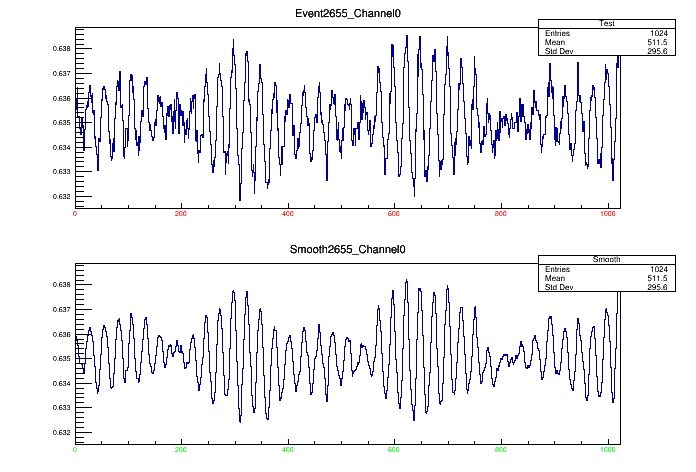 Event2655_Channel0
Test
Entries 1024
Mean 511.5
Std Dev 295.6
0.638
0.637
0.636
0.635
0.634
0.633
0.632
0 200 400 600 800 1000
Smooth2655_Channel0
Smooth
Entries 1024
Mean 511.5
Std Dev 295.6
0.638
0.637
0.636
0.635
0.634
0.633
0.632
0 200 400 600 800 1000